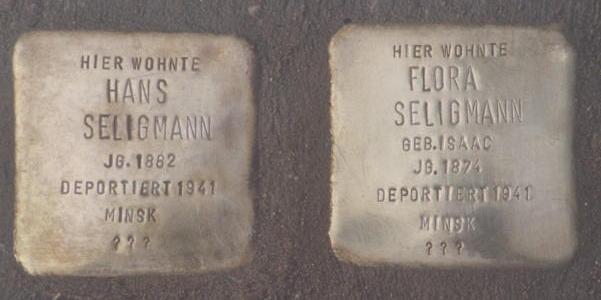 HIER WOHNTE
HANS
SELIGMANN
JG. 1882
DEPORTIERT 1941
MINSK
? ? ?
HIER WOHNTE
FLORA
SELIGMANN
GEB. ISAAC
JG. 1874
DEPORTIERT 1941
MINSK
? ? ?